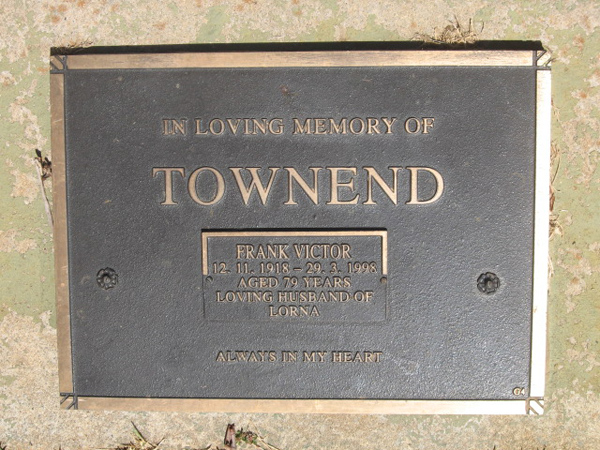 IN LOVING MEMORY OF
TOWNEND
FRANK VICTOR
12. 11. 1918 – 29. 3. 1998
AGED 79 YEARS
LOVING HUSBAND OF
LORNA
ALWAYS IN MY HEART
G4